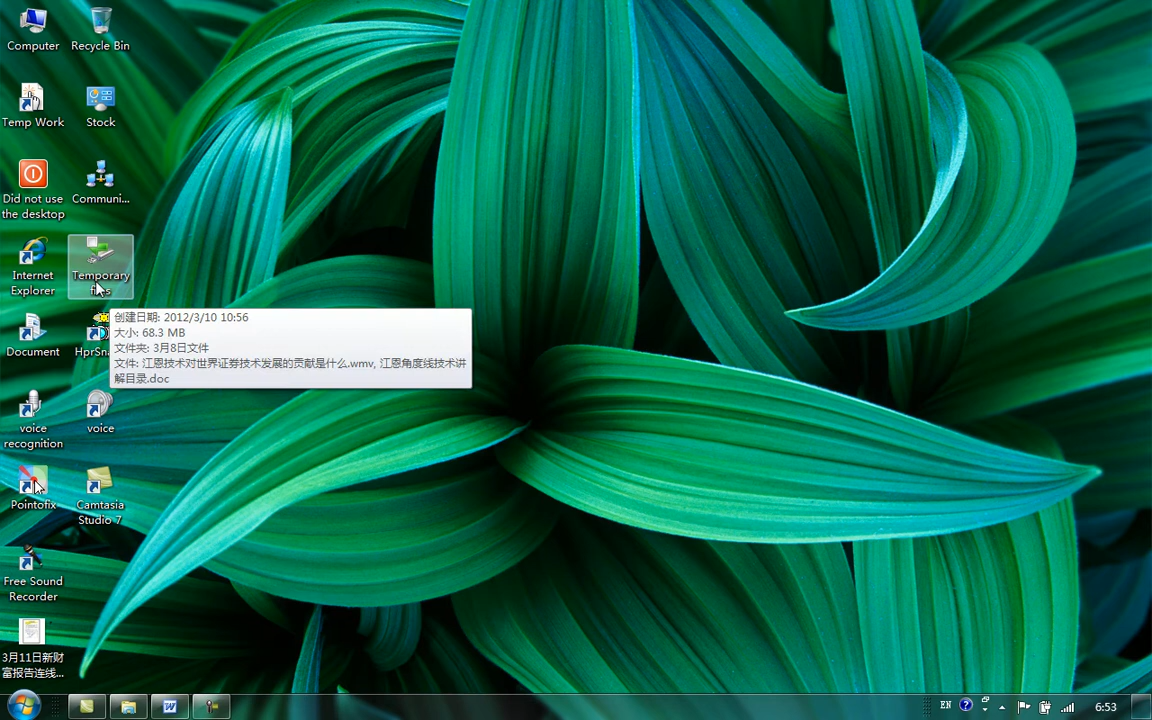 Computer
Recycle Bin
Temp Work
Stock
Did not use
the desktop
Communi...
Internet
Explorer
Temporary
files
创建日期: 2012/3/10 10:56
大小: 68.3 MB
文件夹: 3月8日文件
文件: 江恩技术对世界证券技术发展的贡献是什么.wmv, 江恩角度线技术讲
解目录.doc
Document
HprSna
voice
recognition
voice
Pointofix
Camtasia
Studio 7
Free Sound
Recorder
3月11日新财
富报告连线...
EN
6:53